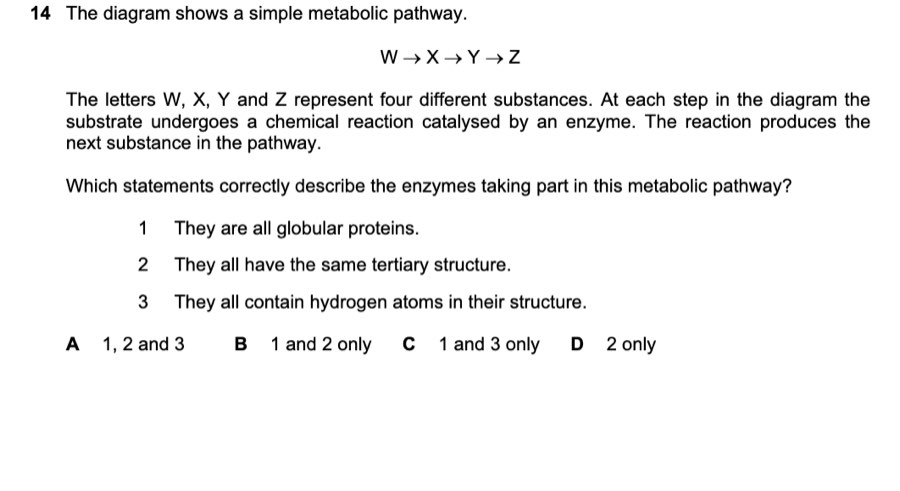 14 The diagram shows a simple metabolic pathway.
W → X → Y → Z
The letters W, X, Y and Z represent four different substances. At each step in the diagram the
substrate undergoes a chemical reaction catalysed by an enzyme. The reaction produces the
next substance in the pathway.
Which statements correctly describe the enzymes taking part in this metabolic pathway?
1 They are all globular proteins.
2 They all have the same tertiary structure.
3 They all contain hydrogen atoms in their structure.
A 1, 2 and 3 B 1 and 2 only C 1 and 3 only D 2 only